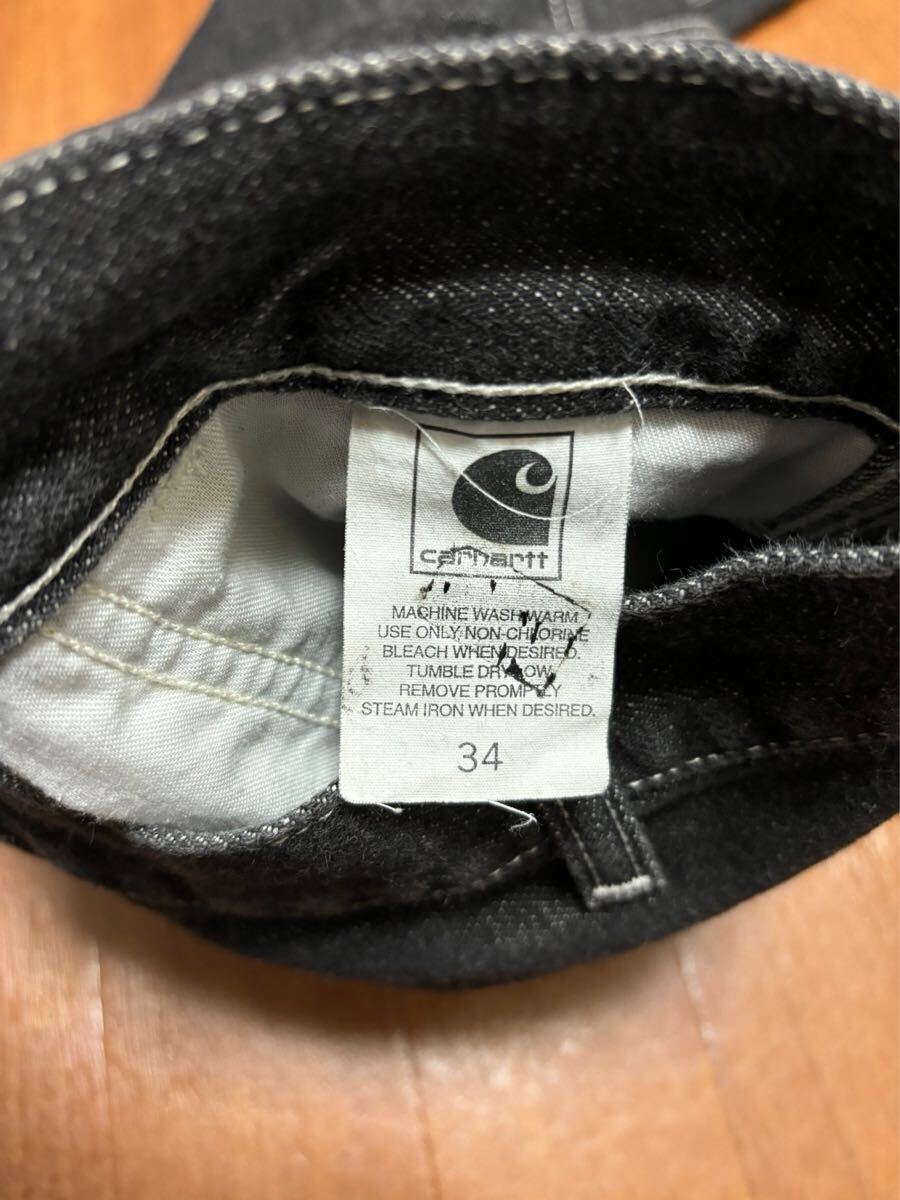 carhartt
MACHINE WASH WARM
USE ONLY NON-CHLORINE
BLEACH WHEN DESIRED.
TUMBLE DRY LOW.
REMOVE PROMPTLY
STEAM IRON WHEN DESIRED.
34